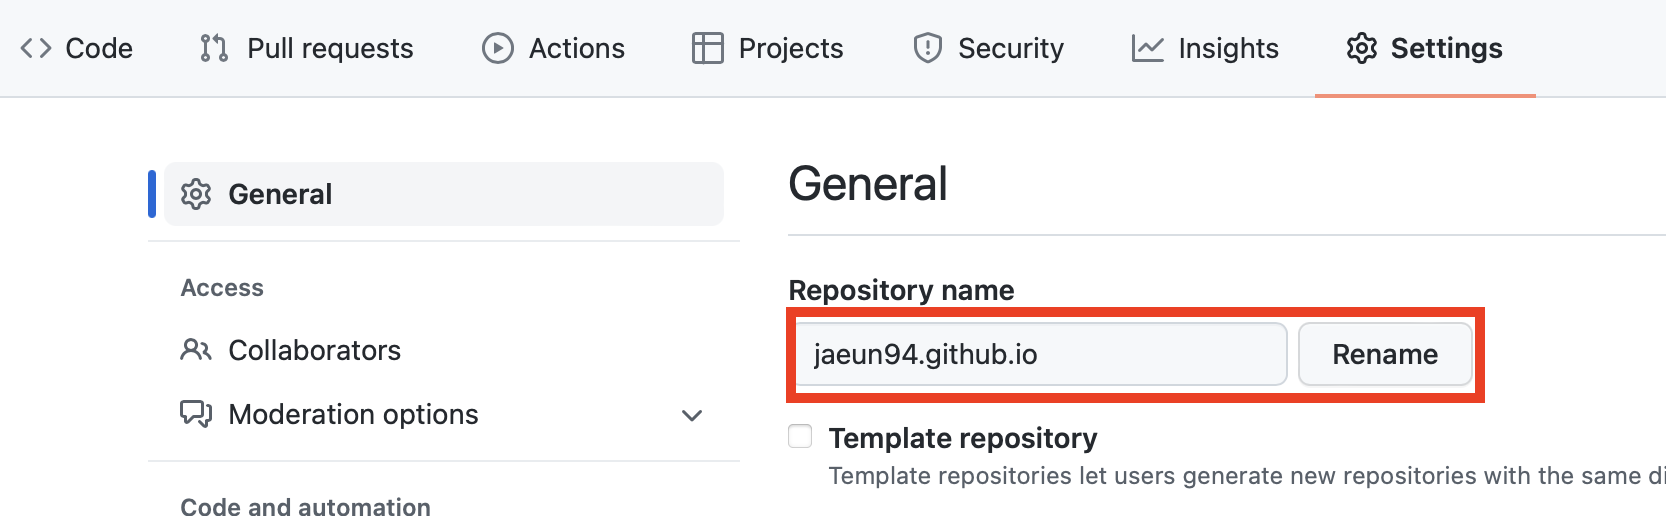 Code Pull requests Actions Projects Security Insights Settings
General
Access
Collaborators
Moderation options
Code and automation
General
Repository name
jaeun94.github.io Rename
Template repository
Template repositories let users generate new repositories with the same